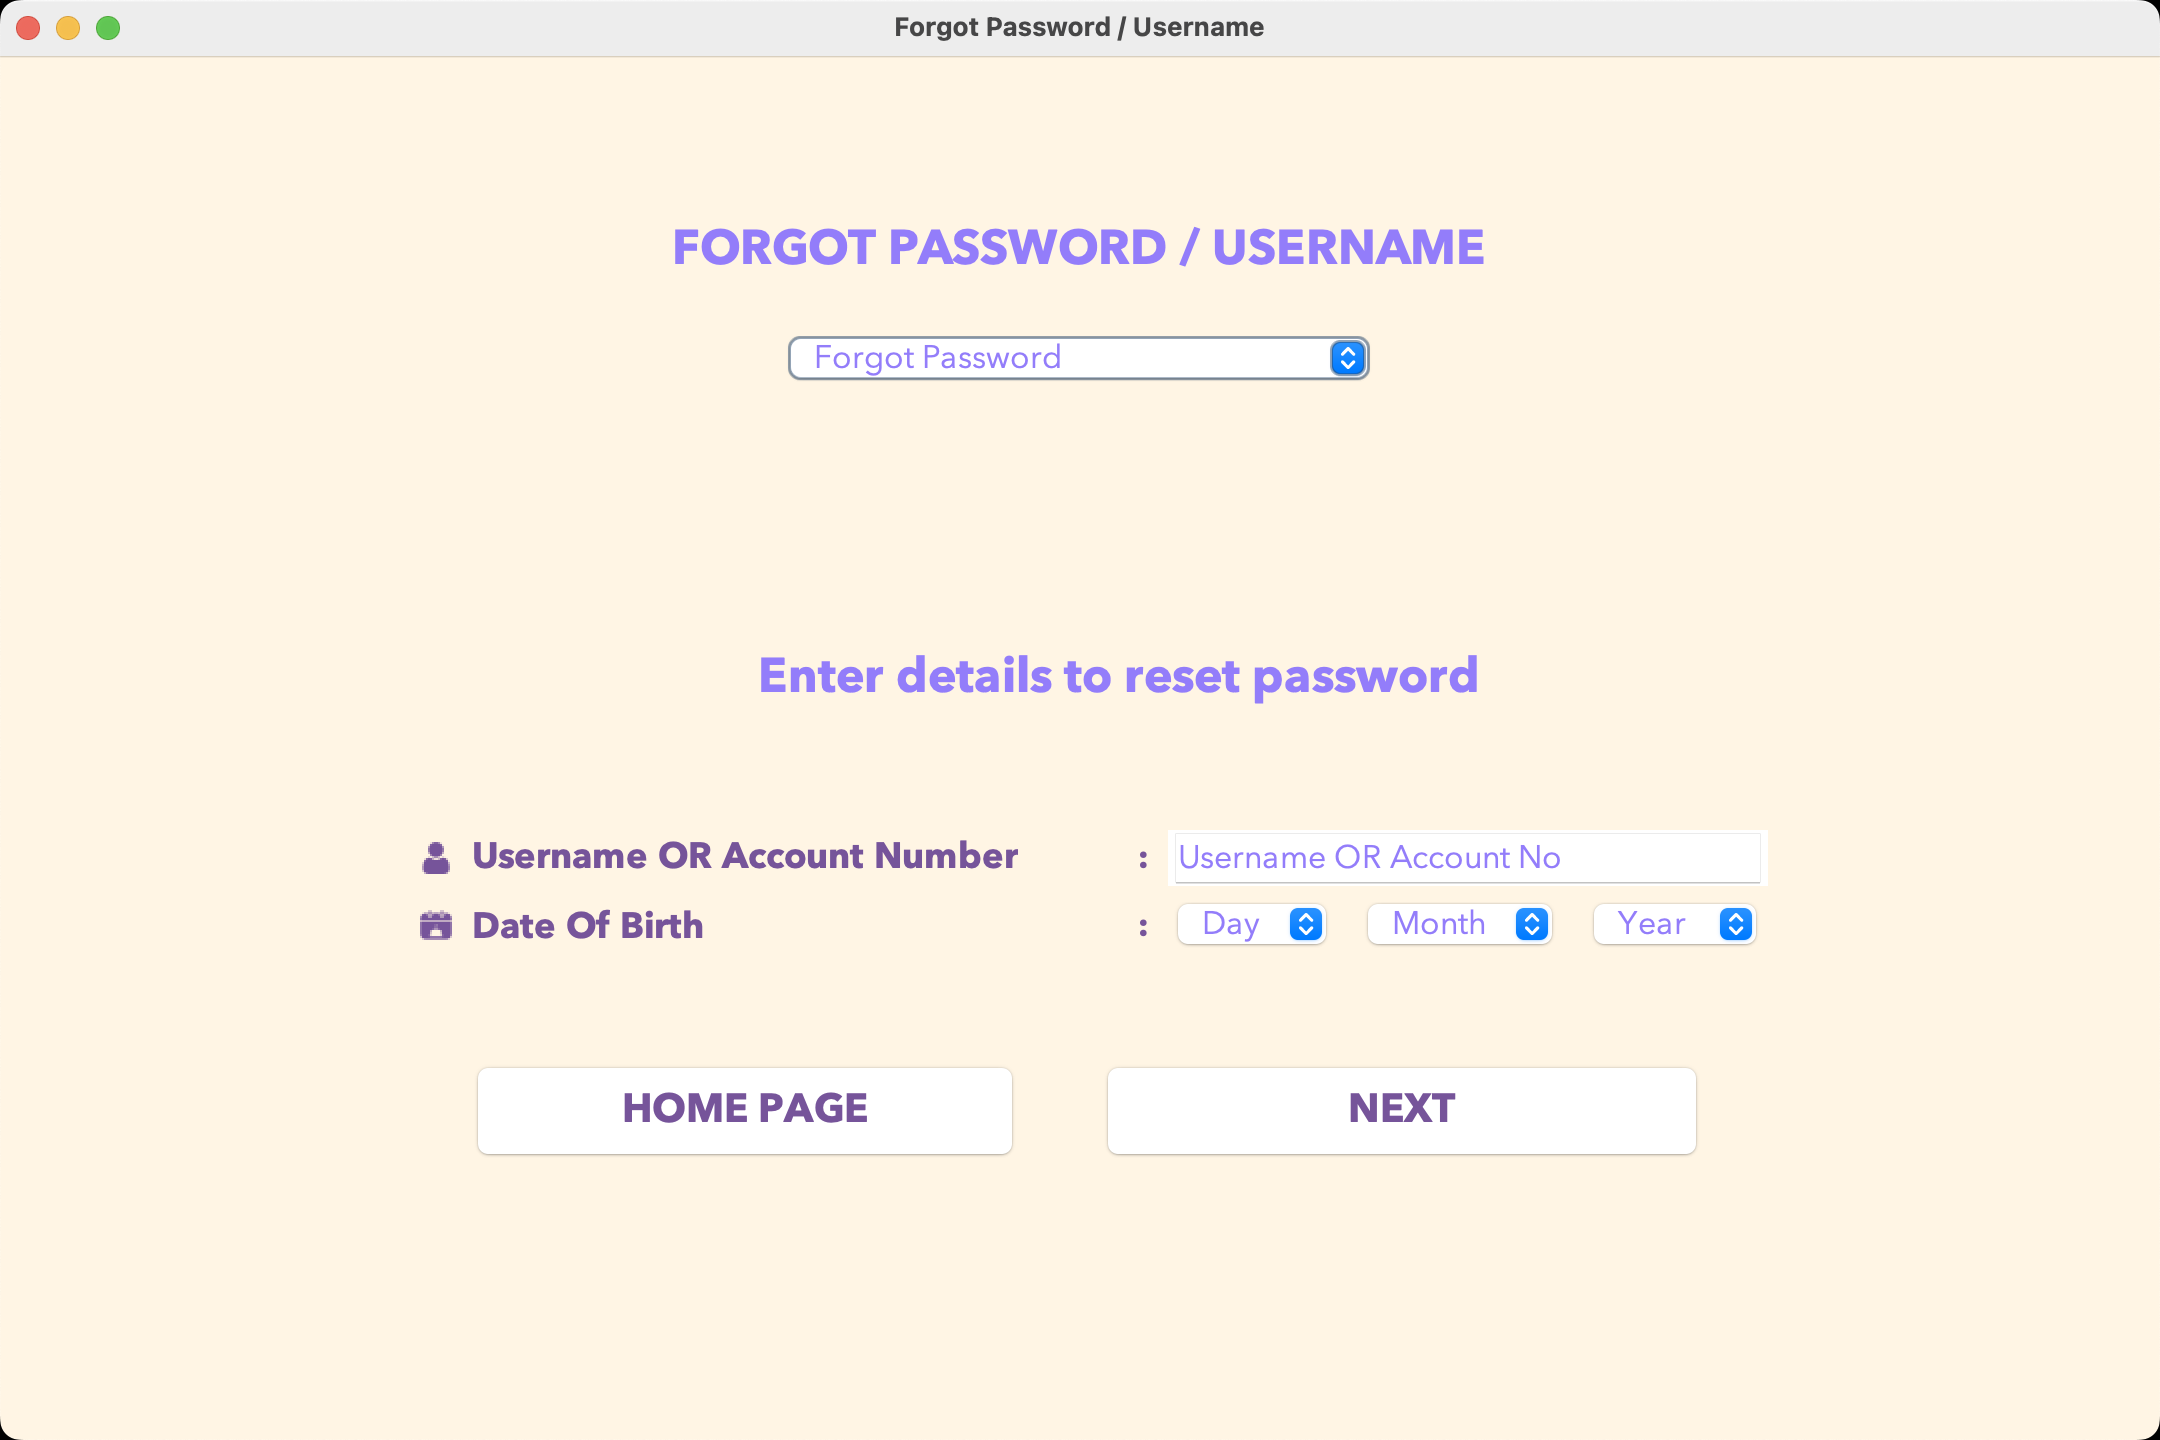 Forgot Password / Username
FORGOT PASSWORD / USERNAME
Forgot Password
Enter details to reset password
Username OR Account Number : Username OR Account No
Date Of Birth : Day Month Year
HOME PAGE NEXT